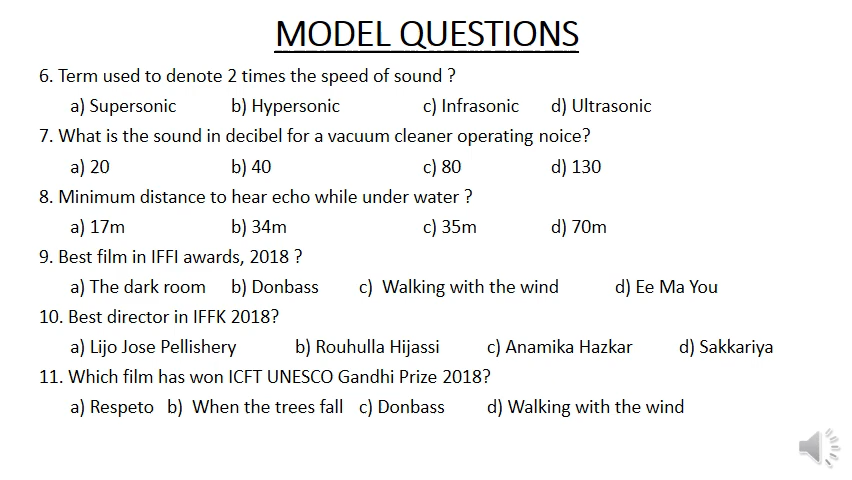 MODEL QUESTIONS
6. Term used to denote 2 times the speed of sound ?
a) Supersonic b) Hypersonic c) Infrasonic d) Ultrasonic
7. What is the sound in decibel for a vacuum cleaner operating noice?
a) 20 b) 40 c) 80 d) 130
8. Minimum distance to hear echo while under water ?
a) 17m b) 34m c) 35m d) 70m
9. Best film in IFFI awards, 2018 ?
a) The dark room b) Donbass c) Walking with the wind d) Ee Ma You
10. Best director in IFFK 2018?
a) Lijo Jose Pellishery b) Rouhulla Hijassi c) Anamika Hazkar d) Sakkariya
11. Which film has won ICFT UNESCO Gandhi Prize 2018?
a) Respeto b) When the trees fall c) Donbass d) Walking with the wind